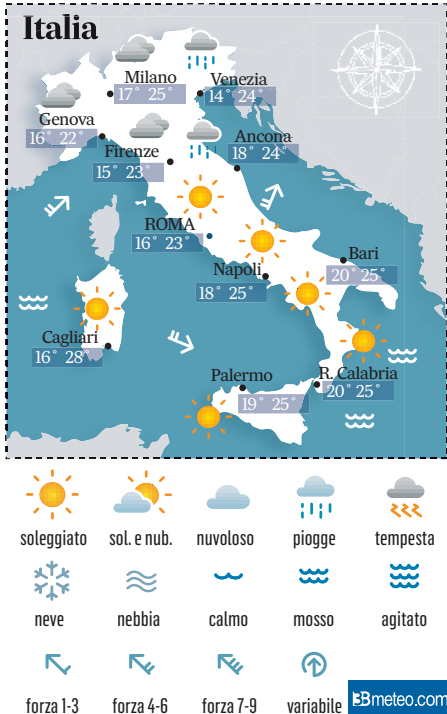 Italia
Milano
17° 25°
Venezia
14° 24°
Genova
16° 22°
Firenze
15° 23°
Ancona
18° 24°
ROMA
16° 23°
Napoli
18° 25°
Bari
20° 25°
Cagliari
16° 28°
Palermo
19° 25°
R. Calabria
20° 25°
soleggiato
sol. e nub.
nuvoloso
piogge
tempesta
neve
nebbia
calmo
mosso
agitato
forza 1-3
forza 4-6
forza 7-9
variabile
3Bmeteo.com